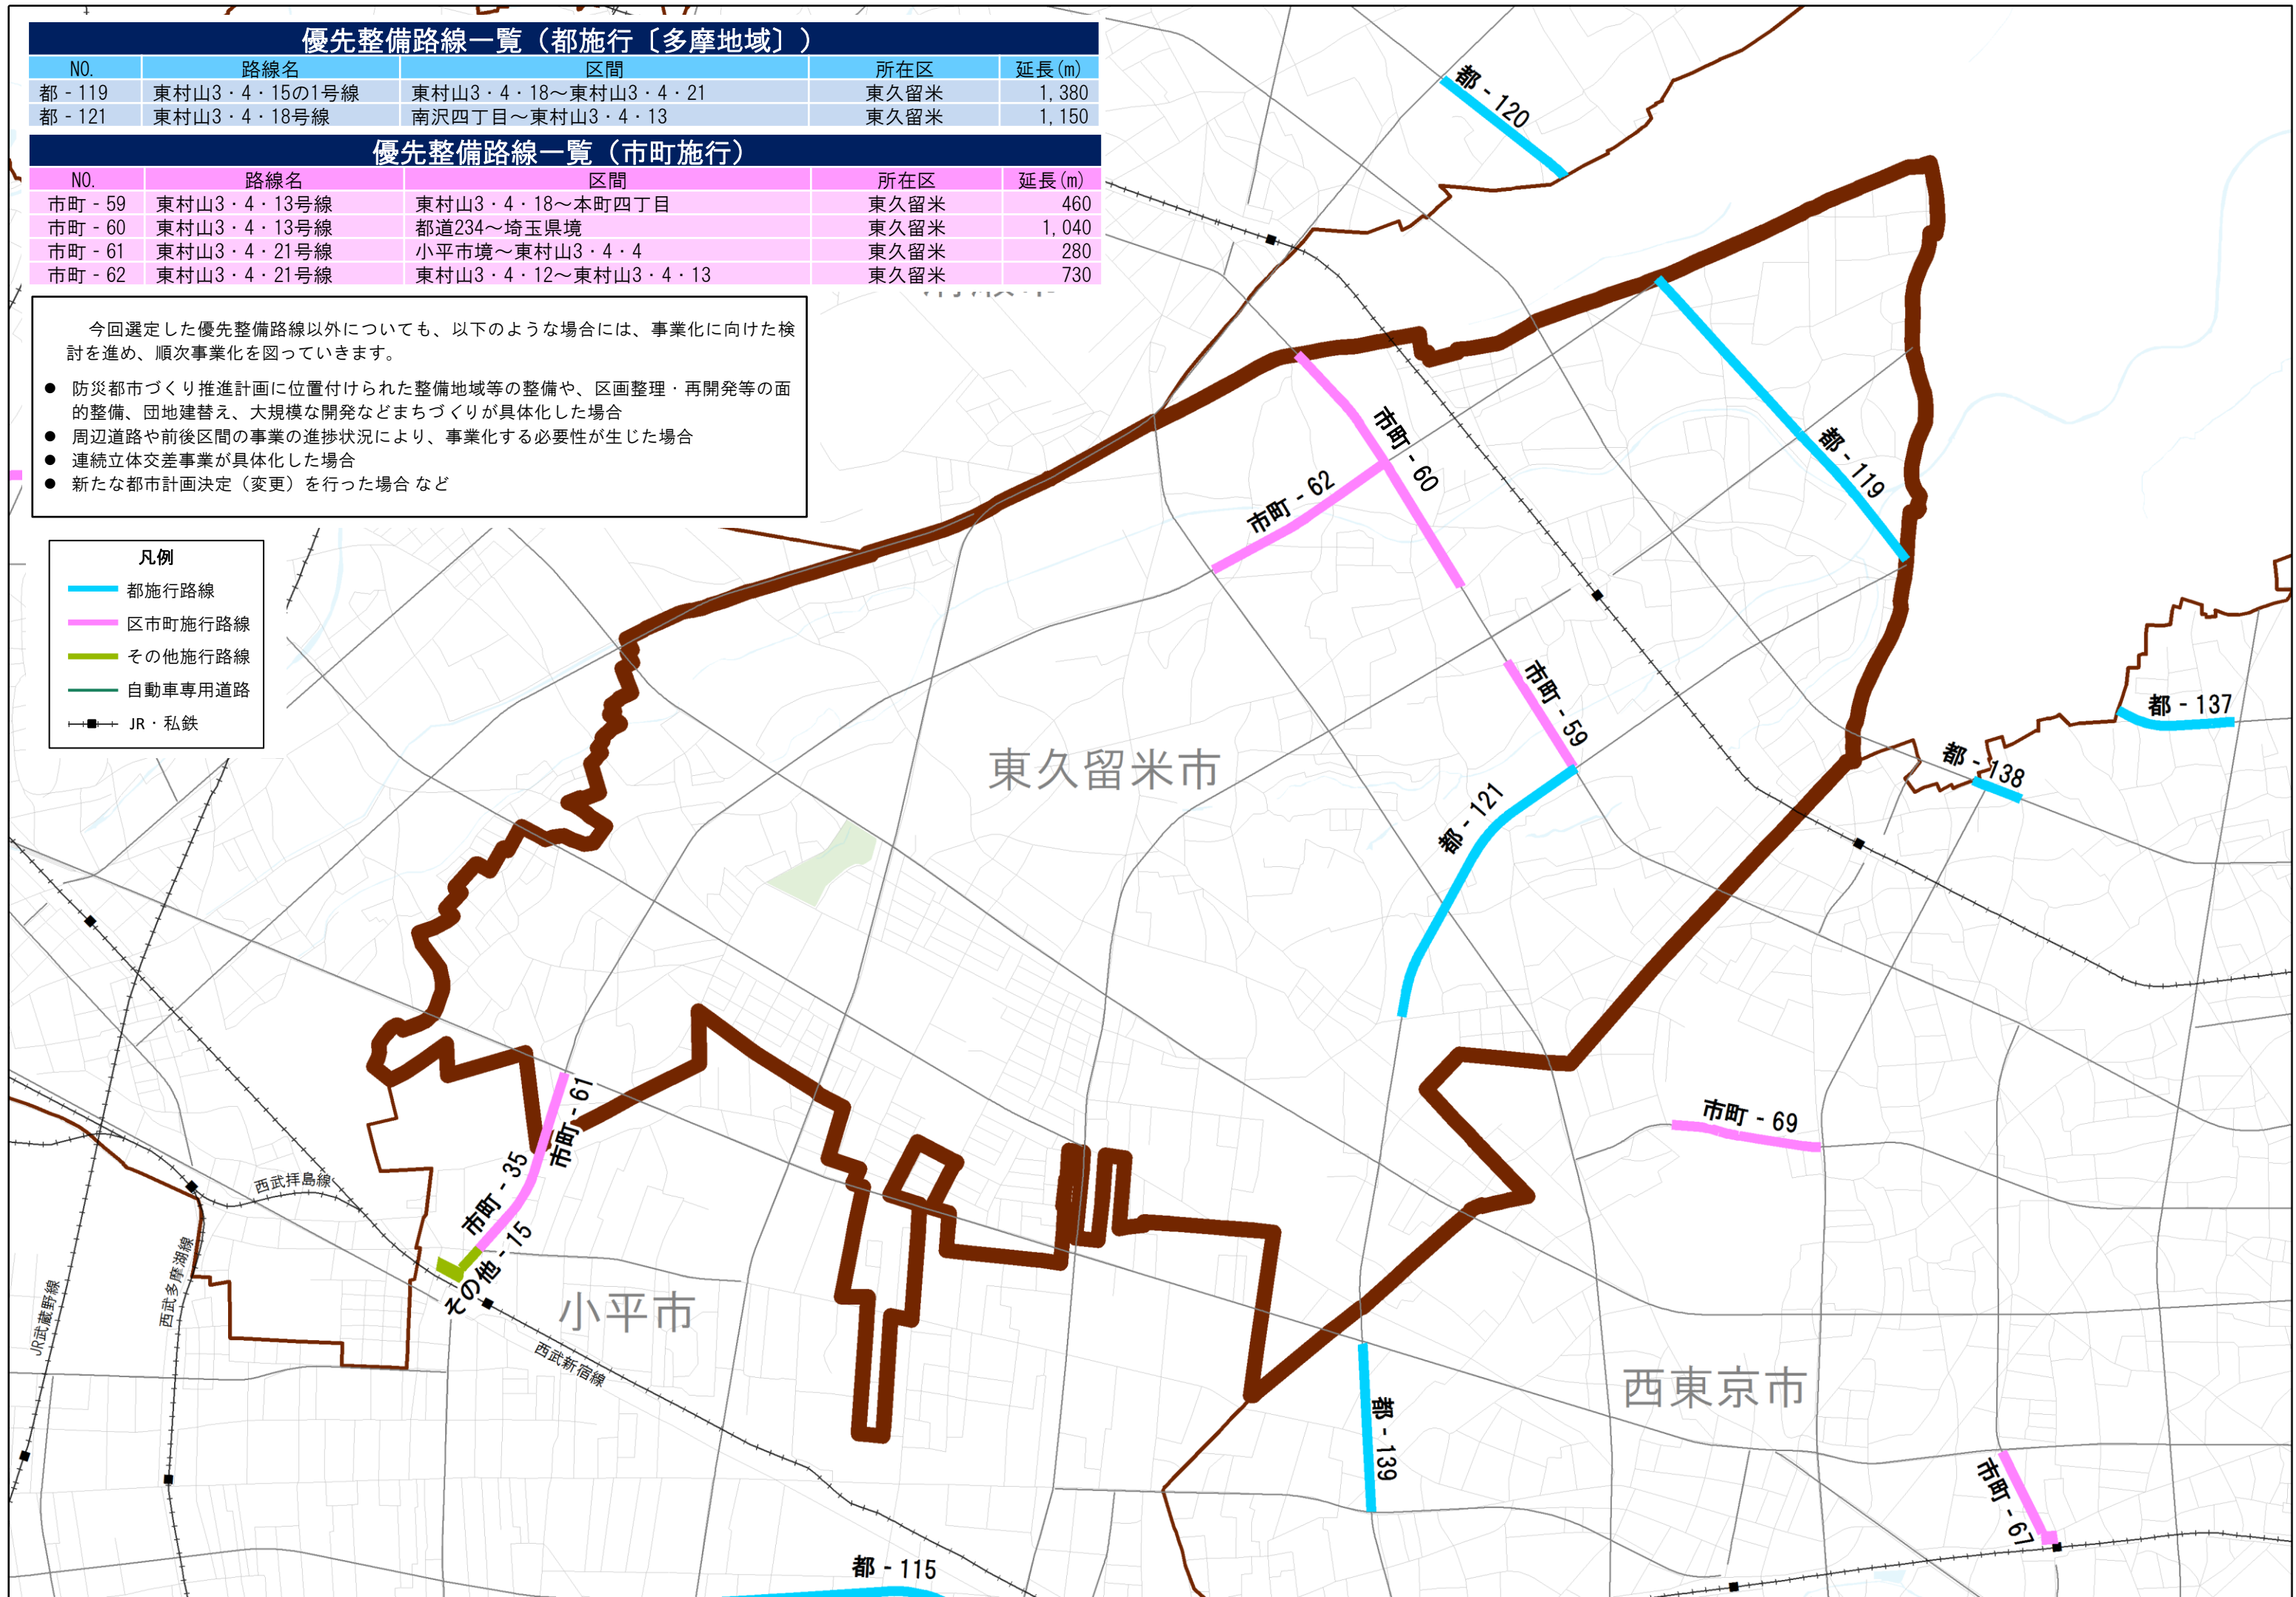 優先整備路線一覧（都施行〔多摩地域〕）
NO. 路線名 区間 所在区 延長(m)
都 - 119 東村山3・4・15の1号線 東村山3・4・18～東村山3・4・21 東久留米 1,380
都 - 121 東村山3・4・18号線 南沢四丁目～東村山3・4・13 東久留米 1,150
優先整備路線一覧（市町施行）
NO. 路線名 区間 所在区 延長(m)
市町 - 59 東村山3・4・13号線 東村山3・4・18～本町四丁目 東久留米 460
市町 - 60 東村山3・4・13号線 都道234～埼玉県境 東久留米 1,040
市町 - 61 東村山3・4・21号線 小平市境～東村山3・4・4 東久留米 280
市町 - 62 東村山3・4・21号線 東村山3・4・12～東村山3・4・13 東久留米 730
今回選定した優先整備路線以外についても、以下のような場合には、事業化に向けた検
討を進め、順次事業化を図っていきます。
● 防災都市づくり推進計画に位置付けられた整備地域等の整備や、区画整理・再開発等の面
的整備、団地建替え、大規模な開発などまちづくりが具体化した場合
● 周辺道路や前後区間の事業の進捗状況により、事業化する必要性が生じた場合
● 連続立体交差事業が具体化した場合
● 新たな都市計画決定（変更）を行った場合 など
凡例
都施行路線
区市町施行路線
その他施行路線
自動車専用道路
JR・私鉄
都 - 120
都 - 119
市町 - 60
市町 - 62
市町 - 59
都 - 121
都 - 137
都 - 138
東久留米市
市町 - 61
市町 - 35
その他 - 15
市町 - 69
西武拝島線
西武多摩湖線
JR武蔵野線
小平市
西武新宿線
西東京市
都 - 139
市町 - 67
都 - 115